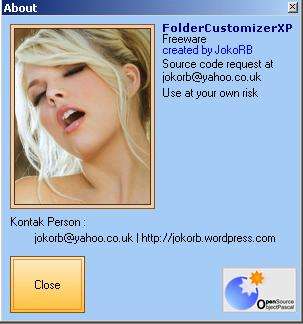 About
FolderCustomizerXP
Freeware
created by JokoRB
Source code request at
jokorb@yahoo.co.uk
Use at your own risk
Kontak Person :
jokorb@yahoo.co.uk | http://jokorb.wordpress.com
Close
OpenSource
ObjectPascal